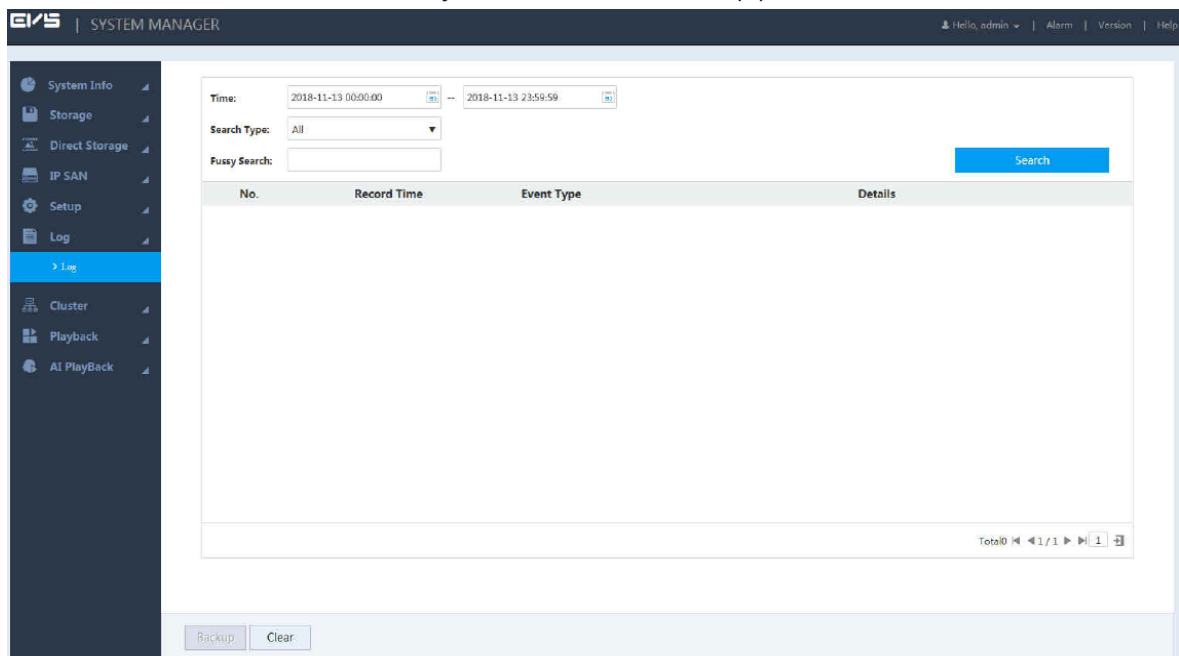 EVS | SYSTEM MANAGER
Hello, admin | Alarm | Version | Help
System Info
Storage
Direct Storage
IP SAN
Setup
Log
> Log
Cluster
Playback
AI PlayBack
Time: 2018-11-13 00:00:00 -- 2018-11-13 23:59:59
Search Type: All
Fussy Search:
Search
No. Record Time Event Type Details
Total0 1 / 1 1
Backup Clear